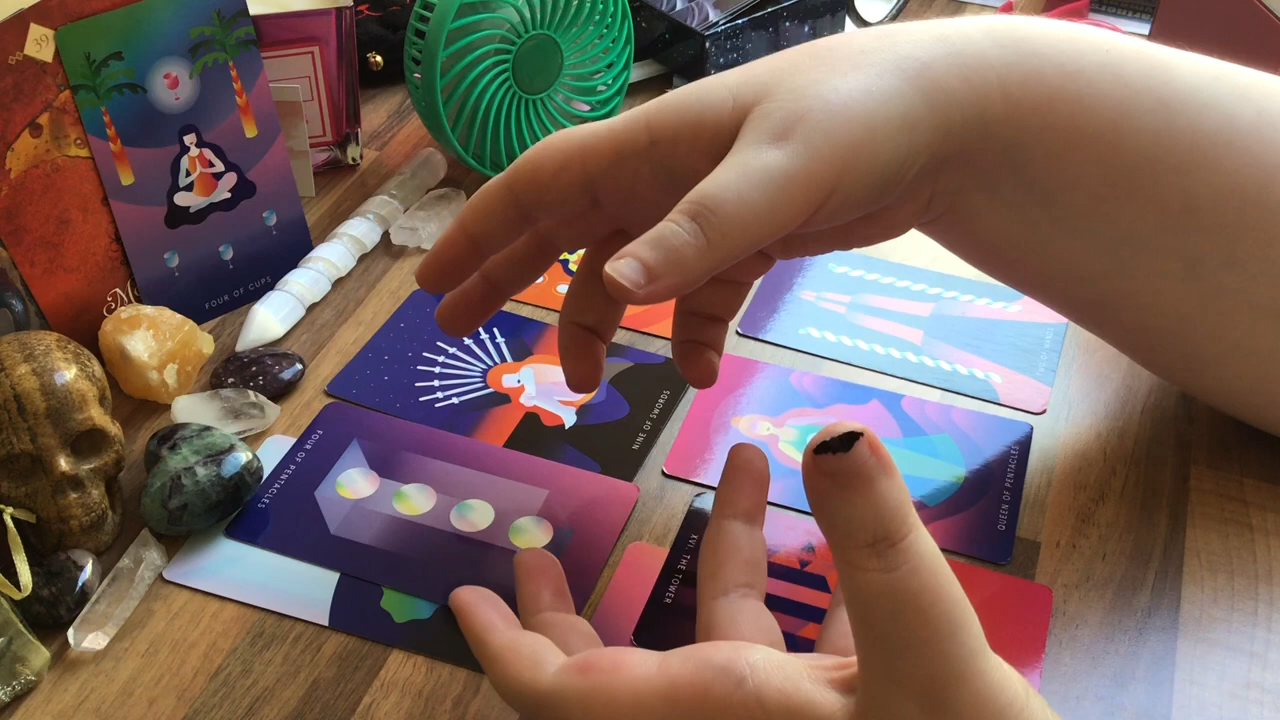 39
FOUR OF CUPS
NINE OF SWORDS
FOUR OF PENTACLES
QUEEN OF PENTACLES
XVI. THE TOWER